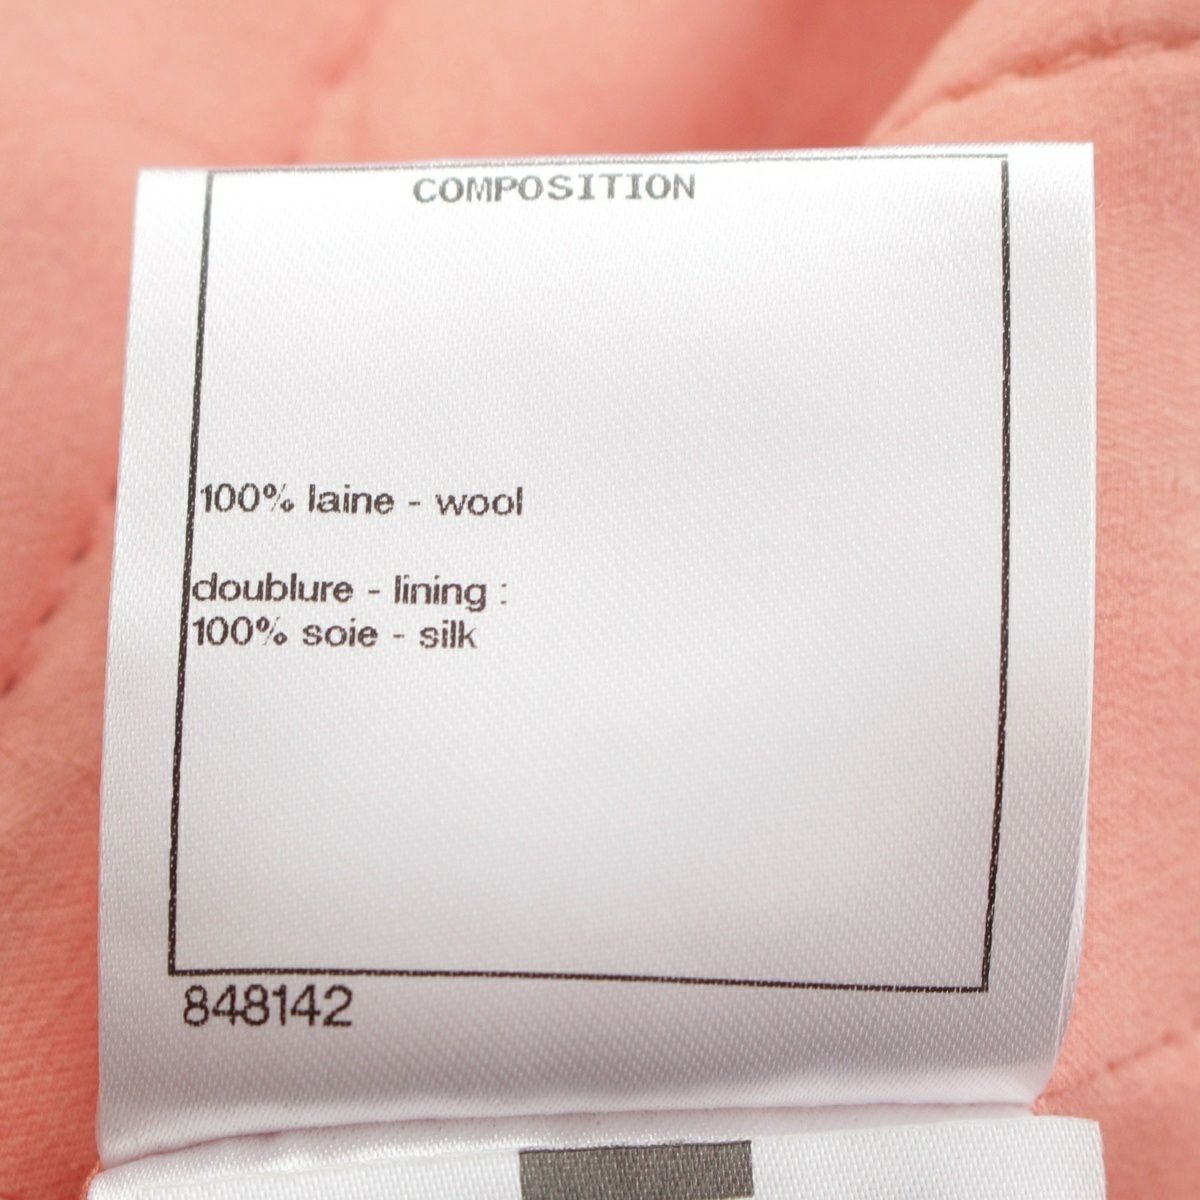 COMPOSITION
100% laine - wool
doublure - lining :
100% soie - silk
848142